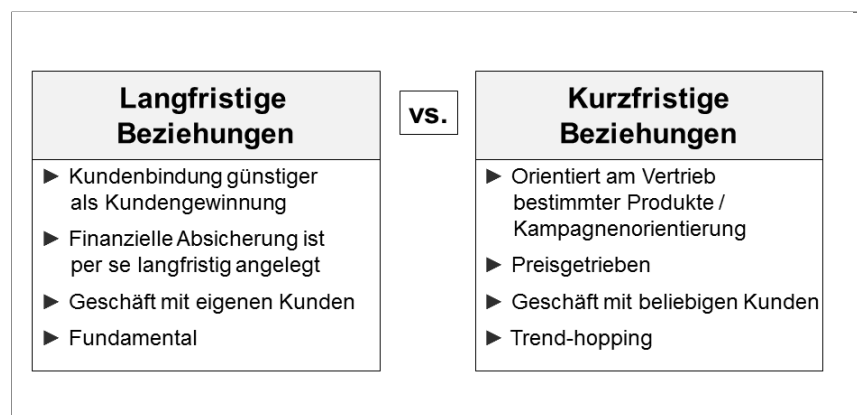 Langfristige
Beziehungen
► Kundenbindung günstiger
als Kundengewinnung
► Finanzielle Absicherung ist
per se langfristig angelegt
► Geschäft mit eigenen Kunden
► Fundamental
vs.
Kurzfristige
Beziehungen
► Orientiert am Vertrieb
bestimmter Produkte /
Kampagnenorientierung
► Preisgetrieben
► Geschäft mit beliebigen Kunden
► Trend-hopping